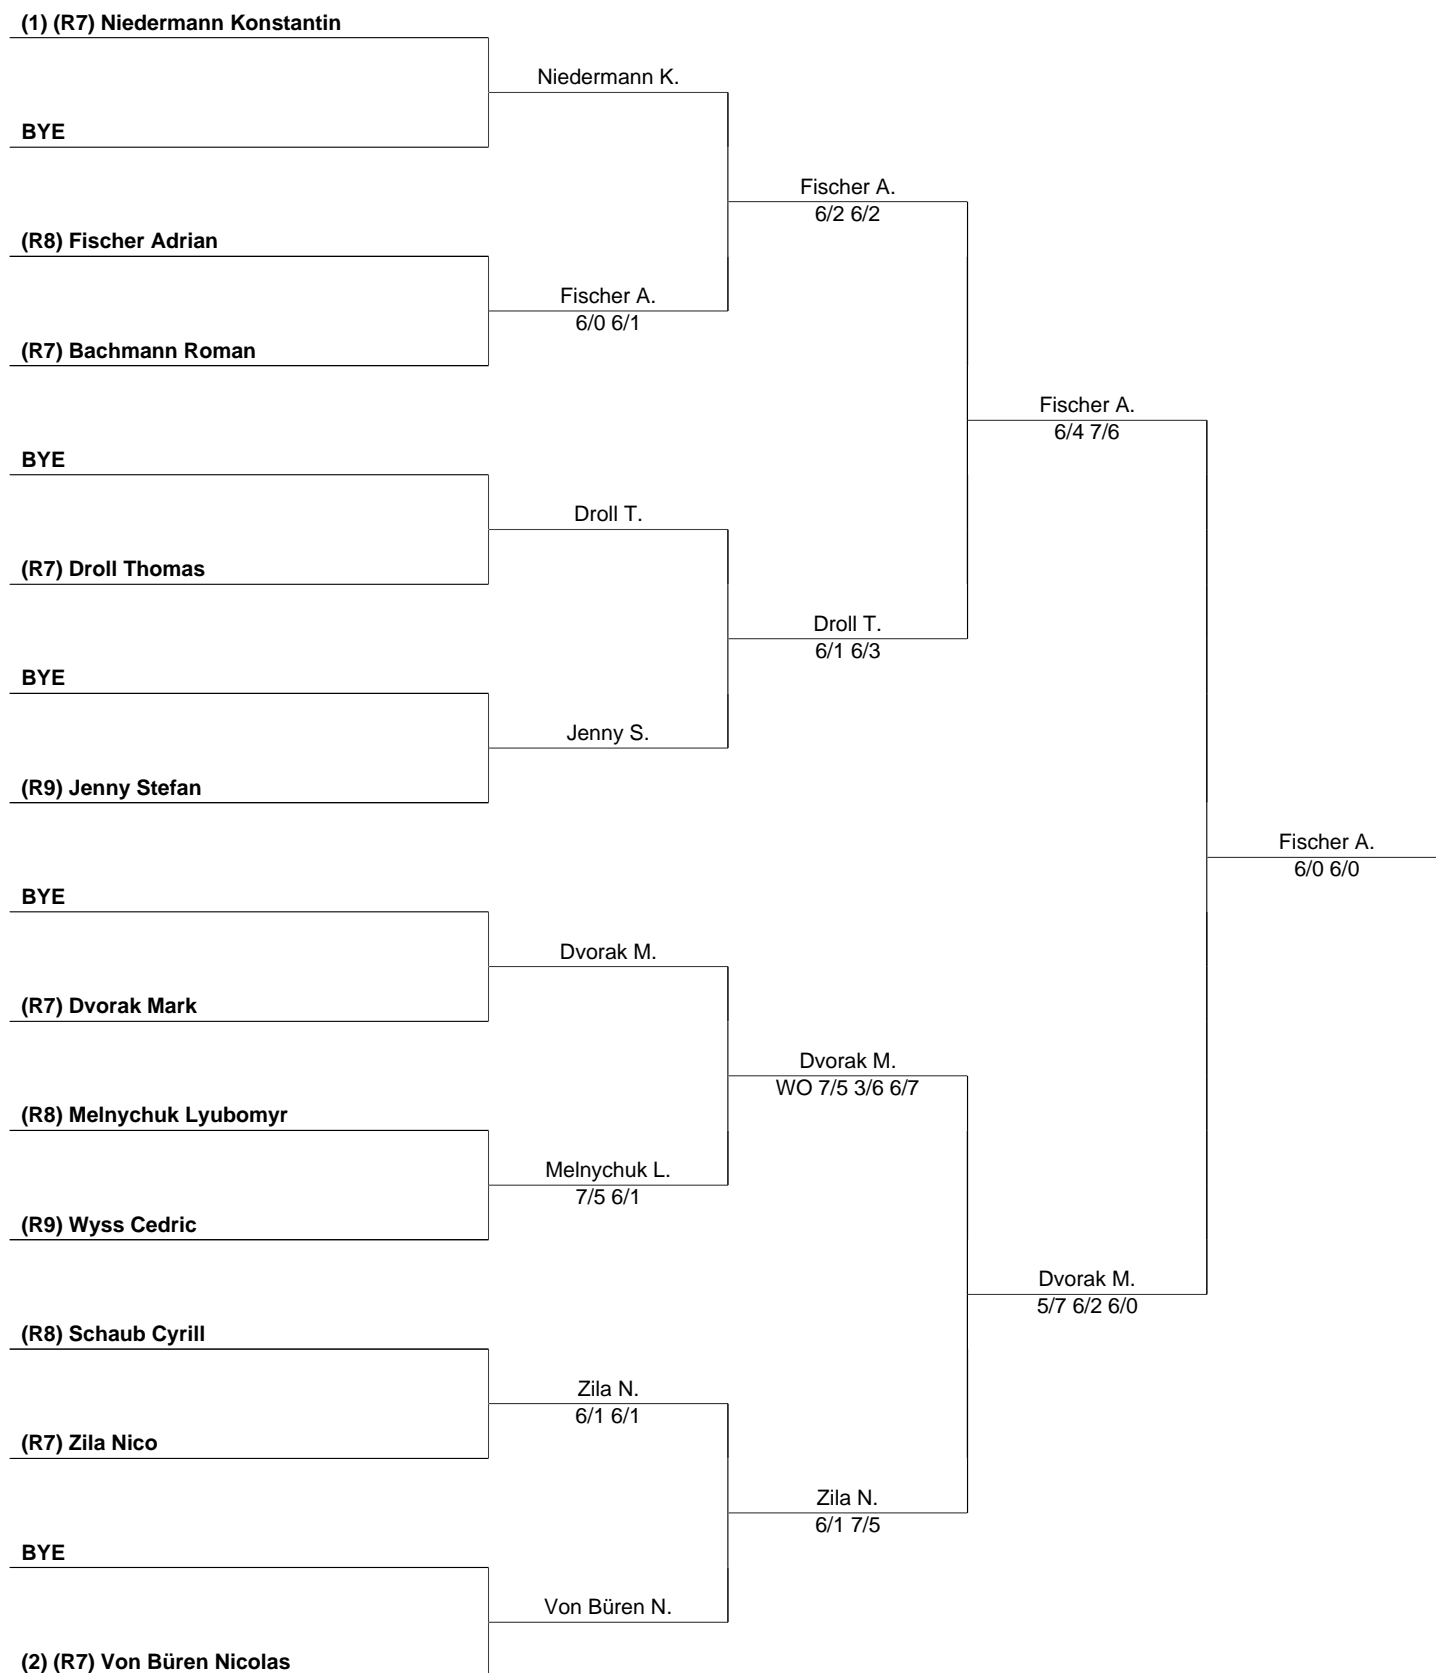 (1) (R7) Niedermann Konstantin
Niedermann K.
BYE
Fischer A.
6/2 6/2
(R8) Fischer Adrian
Fischer A.
6/0 6/1
(R7) Bachmann Roman
Fischer A.
6/4 7/6
BYE
Droll T.
(R7) Droll Thomas
Droll T.
6/1 6/3
BYE
Jenny S.
(R9) Jenny Stefan
Fischer A.
6/0 6/0
BYE
Dvorak M.
(R7) Dvorak Mark
Dvorak M.
WO 7/5 3/6 6/7
(R8) Melnychuk Lyubomyr
Melnychuk L.
7/5 6/1
(R9) Wyss Cedric
Dvorak M.
5/7 6/2 6/0
(R8) Schaub Cyrill
Zila N.
6/1 6/1
(R7) Zila Nico
Zila N.
6/1 7/5
BYE
Von Büren N.
(2) (R7) Von Büren Nicolas